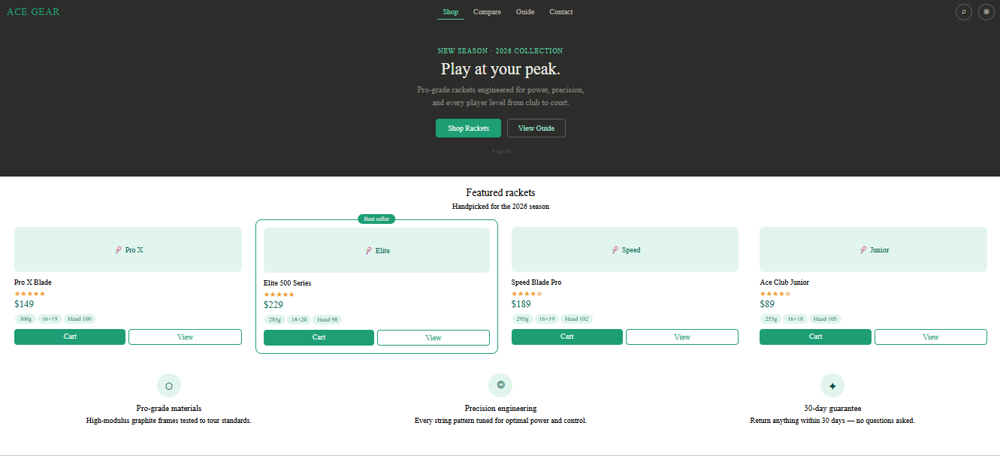 ACE GEAR
Shop Compare Guide Contact
NEW SEASON · 2026 COLLECTION
Play at your peak.
Pro-grade rackets engineered for power, precision,
and every player level from club to court.
Shop Rackets View Guide
scroll
Featured rackets
Handpicked for the 2026 season
Best seller
Pro X Elite Speed Junior
Pro X Blade Elite 500 Series Speed Blade Pro Ace Club Junior
★★★★★ ★★★★★ ★★★★☆ ★★★★☆
$149 $229 $189 $89
300g 16×19 Head 100 285g 18×20 Head 98 295g 16×19 Head 102 255g 16×18 Head 105
Cart View Cart View Cart View Cart View
Pro-grade materials Precision engineering 30-day guarantee
High-modulus graphite frames tested to tour standards. Every string pattern tuned for optimal power and control. Return anything within 30 days — no questions asked.